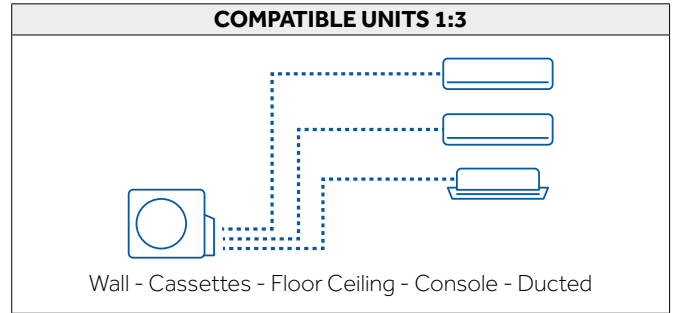 COMPATIBLE UNITS 1:3
Wall - Cassettes - Floor Ceiling - Console - Ducted